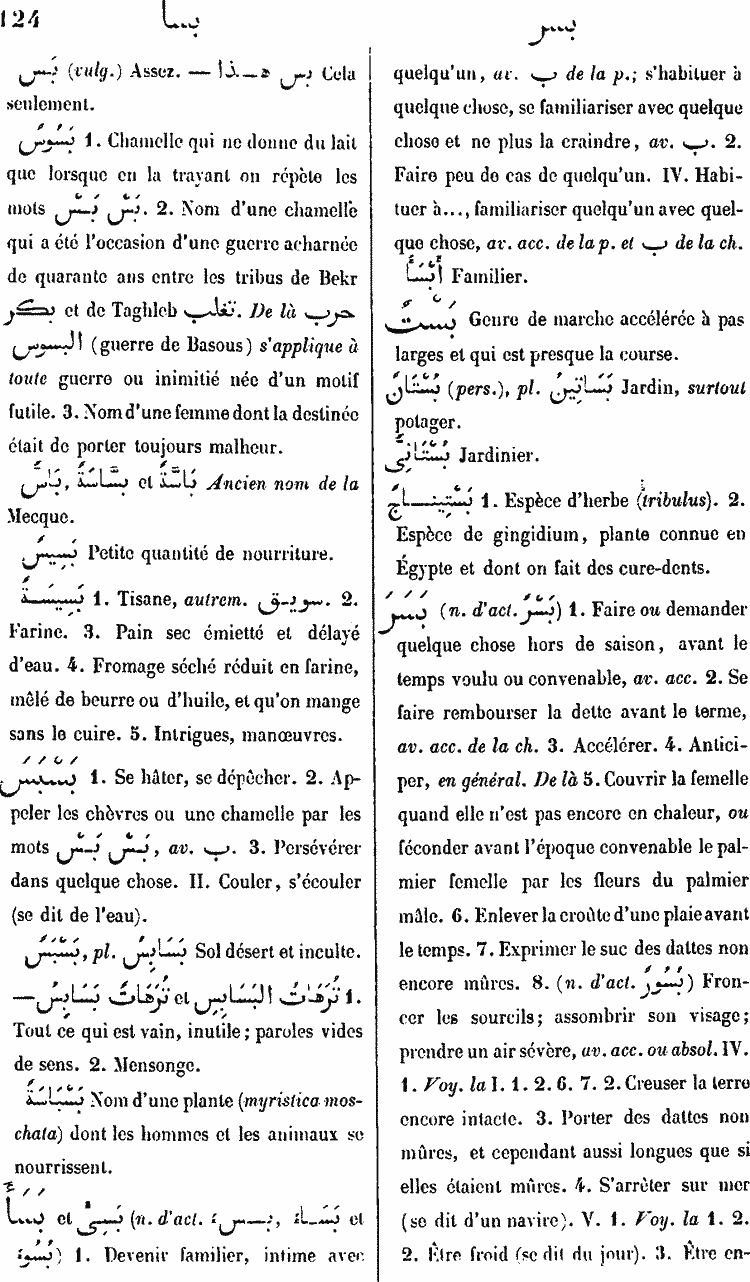 124
بسا
بسر
بَسْ (vulg.) Assez. — بس هـــذا — Cela
seulement.
بَسُوسٌ 1. Chamelle qui ne donne du lait
que lorsque en la trayant on répète les
mots بَسْ بَسْ. 2. Nom d'une chamelle
qui a été l'occasion d'une guerre acharnée
de quarante ans entre les tribus de Bekr
بكر et de Taghleb تغلب. De là حرب
البسوس (guerre de Basous) s'applique à
toute guerre ou inimitié née d'un motif
futile. 3. Nom d'une femme dont la destinée
était de porter toujours malheur.
بَاسٌّ, بَسَّاسَةٌ et بَاسَّةٌ Ancien nom de la
Mecque.
بَسِيسٌ Petite quantité de nourriture.
بَسِيسَةٌ 1. Tisane, autrem. سويق. 2.
Farine. 3. Pain sec émietté et délayé
d'eau. 4. Fromage séché réduit en farine,
mêlé de beurre ou d'huile, et qu'on mange
sans le cuire. 5. Intrigues, manœuvres.
بَسْبَسَ 1. Se hâter, se dépêcher. 2. Ap-
peler les chèvres ou une chamelle par les
mots بَسْ بَسْ, av. ب. 3. Persévérer
dans quelque chose. II. Couler, s'écouler
(se dit de l'eau).
بَسْبَسٌ, pl. بَسَابِسُ Sol désert et inculte.
— تُرَّهَاتُ البَسَابِسِ et تُرَّهَاتٌ بَسَابِسُ 1.
Tout ce qui est vain, inutile; paroles vides
de sens. 2. Mensonge.
بَسْبَاسَةٌ Nom d'une plante (myristica mos-
chata) dont les hommes et les animaux se
nourrissent.
بَسَأَ et بَسِئَ (n. d'act. بسء, بَسَاء et
بُسُوء) 1. Devenir familier, intime avec
quelqu'un, av. ب de la p.; s'habituer à
quelque chose, se familiariser avec quelque
chose et ne plus la craindre, av. ب. 2.
Faire peu de cas de quelqu'un. IV. Habi-
tuer à..., familiariser quelqu'un avec quel-
que chose, av. acc. de la p. et ب de la ch.
أَبْسَأُ Familier.
بَسْتٌ Genre de marche accélérée à pas
larges et qui est presque la course.
بُسْتَانٌ (pers.), pl. بَسَاتِينُ Jardin, surtout
potager.
بُسْتَانِىٌّ Jardinier.
بَسْتِينَـــاجٌ 1. Espèce d'herbe (tribulus). 2.
Espèce de gingidium, plante connue en
Égypte et dont on fait des cure-dents.
بَسَرَ (n. d'act. بَسْرٌ) 1. Faire ou demander
quelque chose hors de saison, avant le
temps voulu ou convenable, av. acc. 2. Se
faire rembourser la dette avant le terme,
av. acc. de la ch. 3. Accélérer. 4. Antici-
per, en général. De là 5. Couvrir la femelle
quand elle n'est pas encore en chaleur, ou
féconder avant l'époque convenable le pal-
mier femelle par les fleurs du palmier
mâle. 6. Enlever la croûte d'une plaie avant
le temps. 7. Exprimer le suc des dattes non
encore mûres. 8. (n. d'act. بُسُورٌ) Fron-
cer les sourcils; assombrir son visage;
prendre un air sévère, av. acc. ou absol. IV.
1. Voy. la I. 1. 2. 6. 7. 2. Creuser la terre
encore intacte. 3. Porter des dattes non
mûres, et cependant aussi longues que si
elles étaient mûres. 4. S'arrêter sur mer
(se dit d'un navire). V. 1. Voy. la 1. 2.
2. Être froid (se dit du jour). 3. Être en-